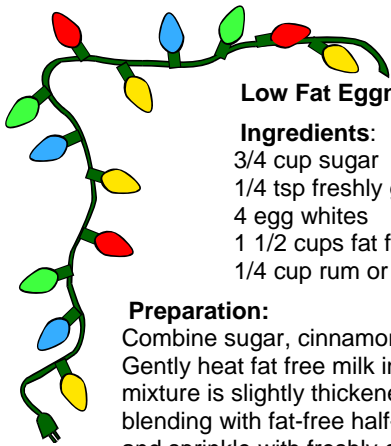 Low Fat Eggn
Ingredients:
3/4 cup sugar
1/4 tsp freshly
4 egg whites
1 1/2 cups fat f
1/4 cup rum or
Preparation:
Combine sugar, cinnamon
Gently heat fat free milk in
mixture is slightly thickene
blending with fat-free half
and sprinkle with freshly